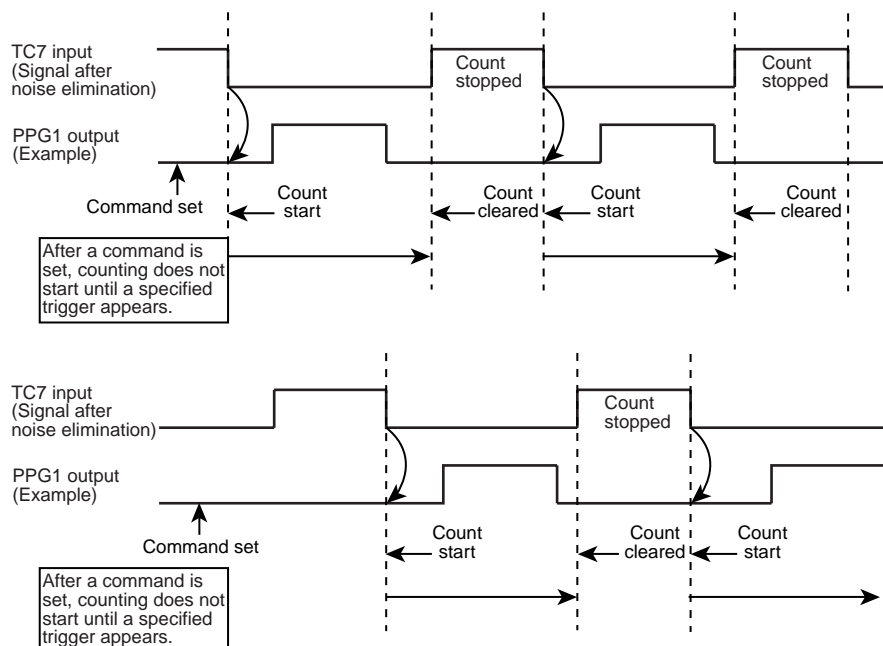 TC7 input
(Signal after
noise elimination)
Count
stopped
Count
stopped
PPG1 output
(Example)
Command set
Count
start
Count
cleared
Count
start
Count
cleared
After a command is
set, counting does not
start until a specified
trigger appears.
TC7 input
(Signal after
noise elimination)
Count
stopped
PPG1 output
(Example)
Command set
Count
start
Count
cleared
Count
start
After a command is
set, counting does not
start until a specified
trigger appears.